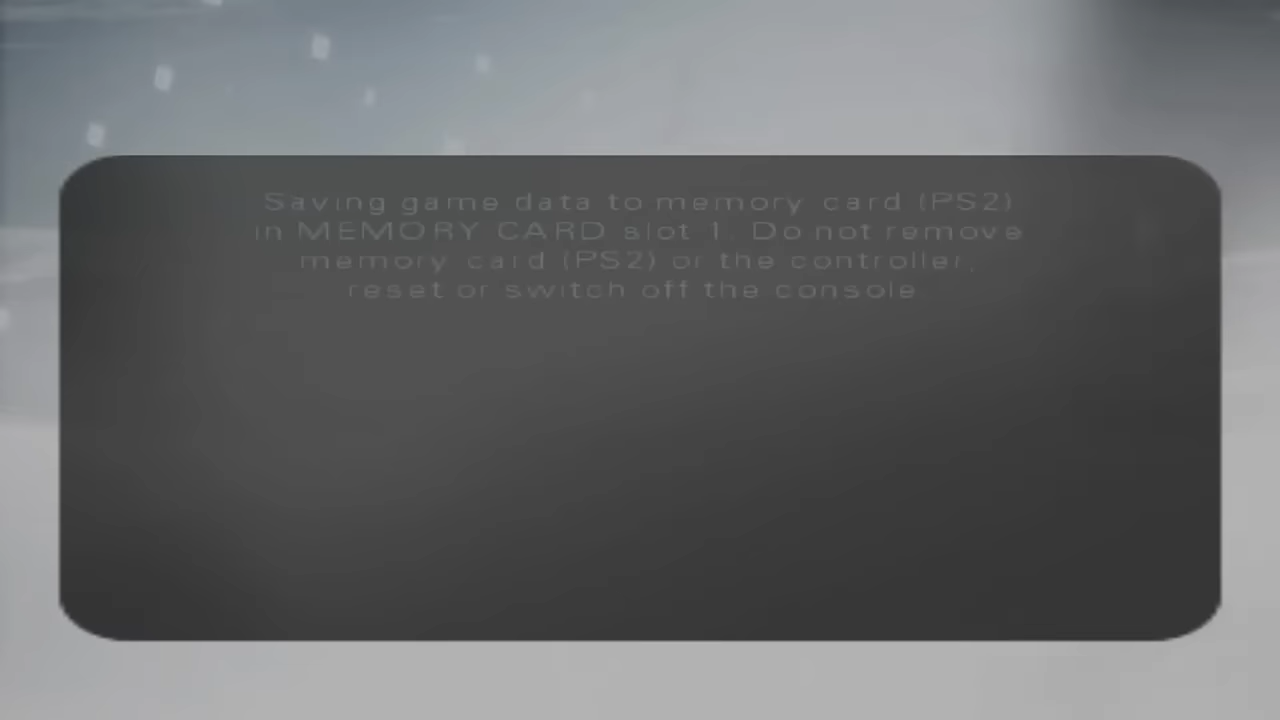 Saving game data to memory card (PS2)
in MEMORY CARD slot 1. Do not remove
memory card (PS2) or the controller,
reset or switch off the console